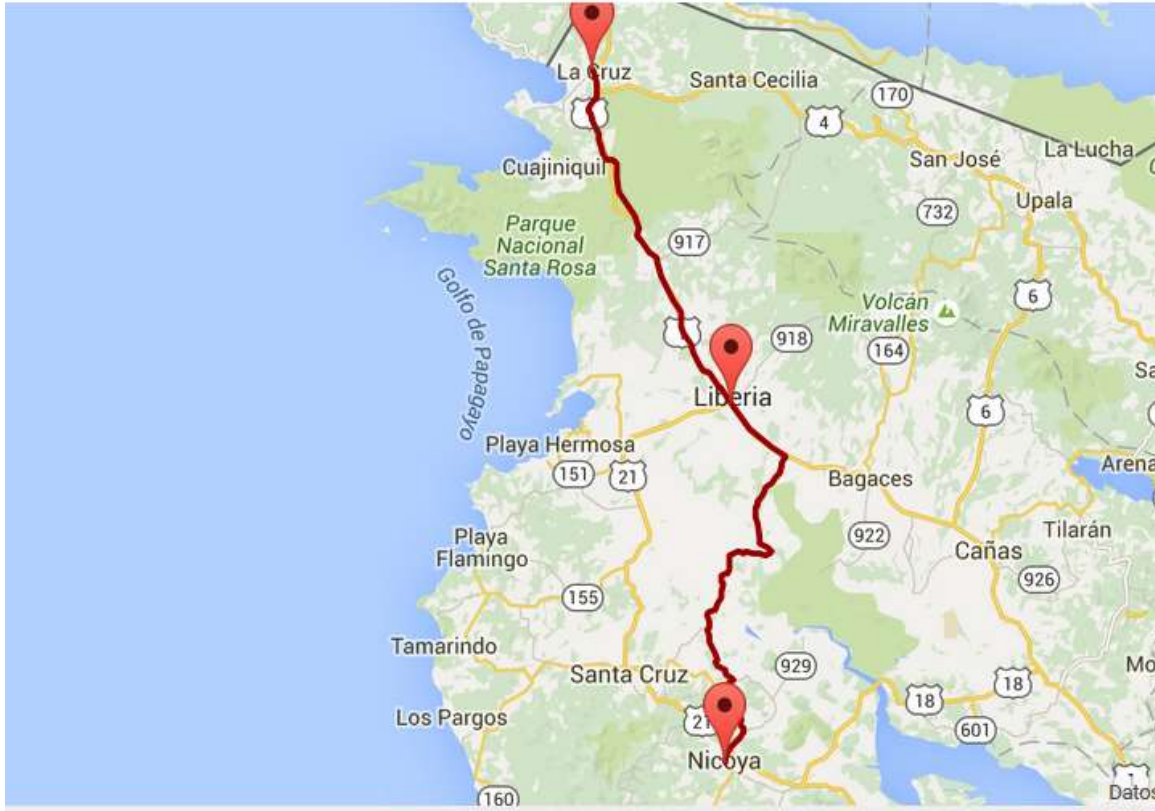 La Cruz
Santa Cecilia
170
4
La Lucha
San José
Cuajiniquil
Upala
732
Parque
Nacional
Santa Rosa
917
Golfo de Papagayo
6
Volcán
Miravalles
918
164
Liberia
6
Playa Hermosa
151
21
Bagaces
Arena
Playa
Flamingo
922
Tilarán
Cañas
926
155
Tamarindo
Santa Cruz
929
Mo
18
18
Los Pargos
21
601
Nicoya
1
160
Datos